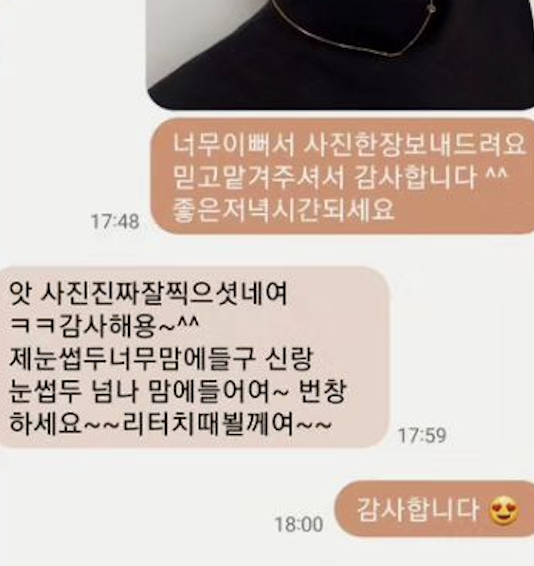 너무이뻐서 사진한장보내드려요
믿고맡겨주셔서 감사합니다 ^^
좋은저녁시간되세요
17:48
앗 사진진짜잘찍으셧네여
ㅋㅋ감사해용~^^
제눈썹두너무맘에들구 신랑
눈썹두 넘나 맘에들어여~ 번창
하세요~~리터치때뵐께여~~
17:59
18:00
감사합니다 😍